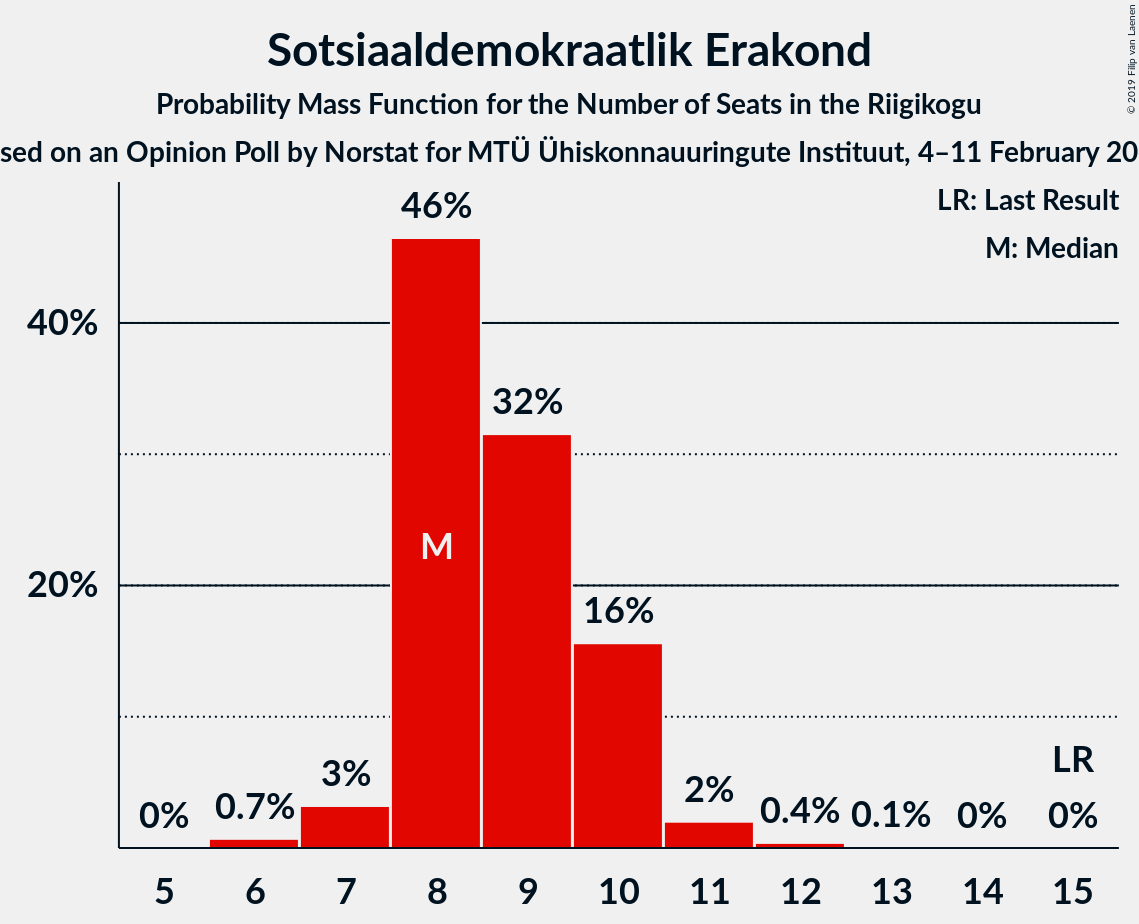 Sotsiaaldemokraatlik Erakond
Probability Mass Function for the Number of Seats in the Riigikogu
sed on an Opinion Poll by Norstat for MTÜ Ühiskonnauuringute Instituut, 4–11 February 20
© 2019 Filip van Laenen
LR: Last Result
M: Median
46%
40%
32%
M
20%
16%
LR
0%
0.7%
3%
2%
0.4%
0.1%
0%
0%
5 6 7 8 9 10 11 12 13 14 15